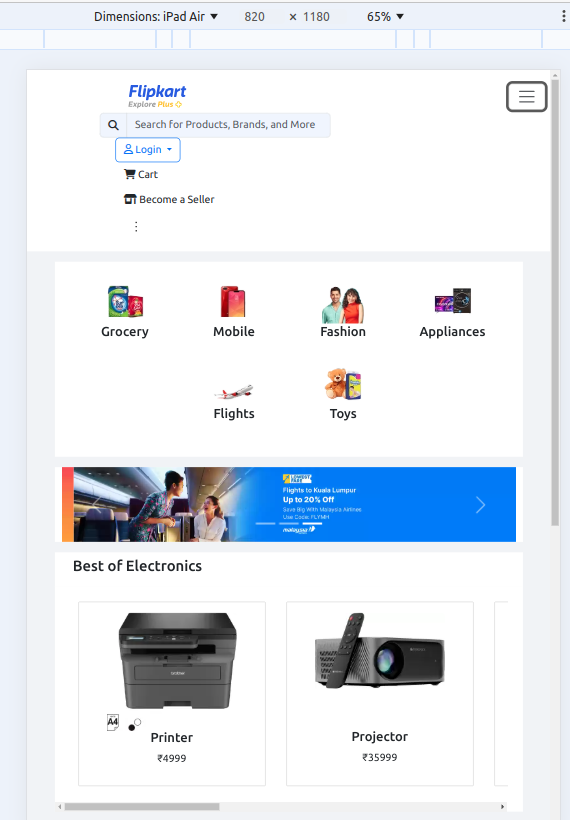 Dimensions: iPad Air ▼ 820 × 1180 65% ▼
Flipkart
Explore Plus
Search for Products, Brands, and More
Login
Cart
Become a Seller
Grocery Mobile Fashion Appliances
Flights Toys
Flights to Kuala Lumpur
Up to 20% Off
Save Big With Malaysia Airlines
Use Code: FLYMH
malaysia
Best of Electronics
A4
Printer
₹4999
Projector
₹35999